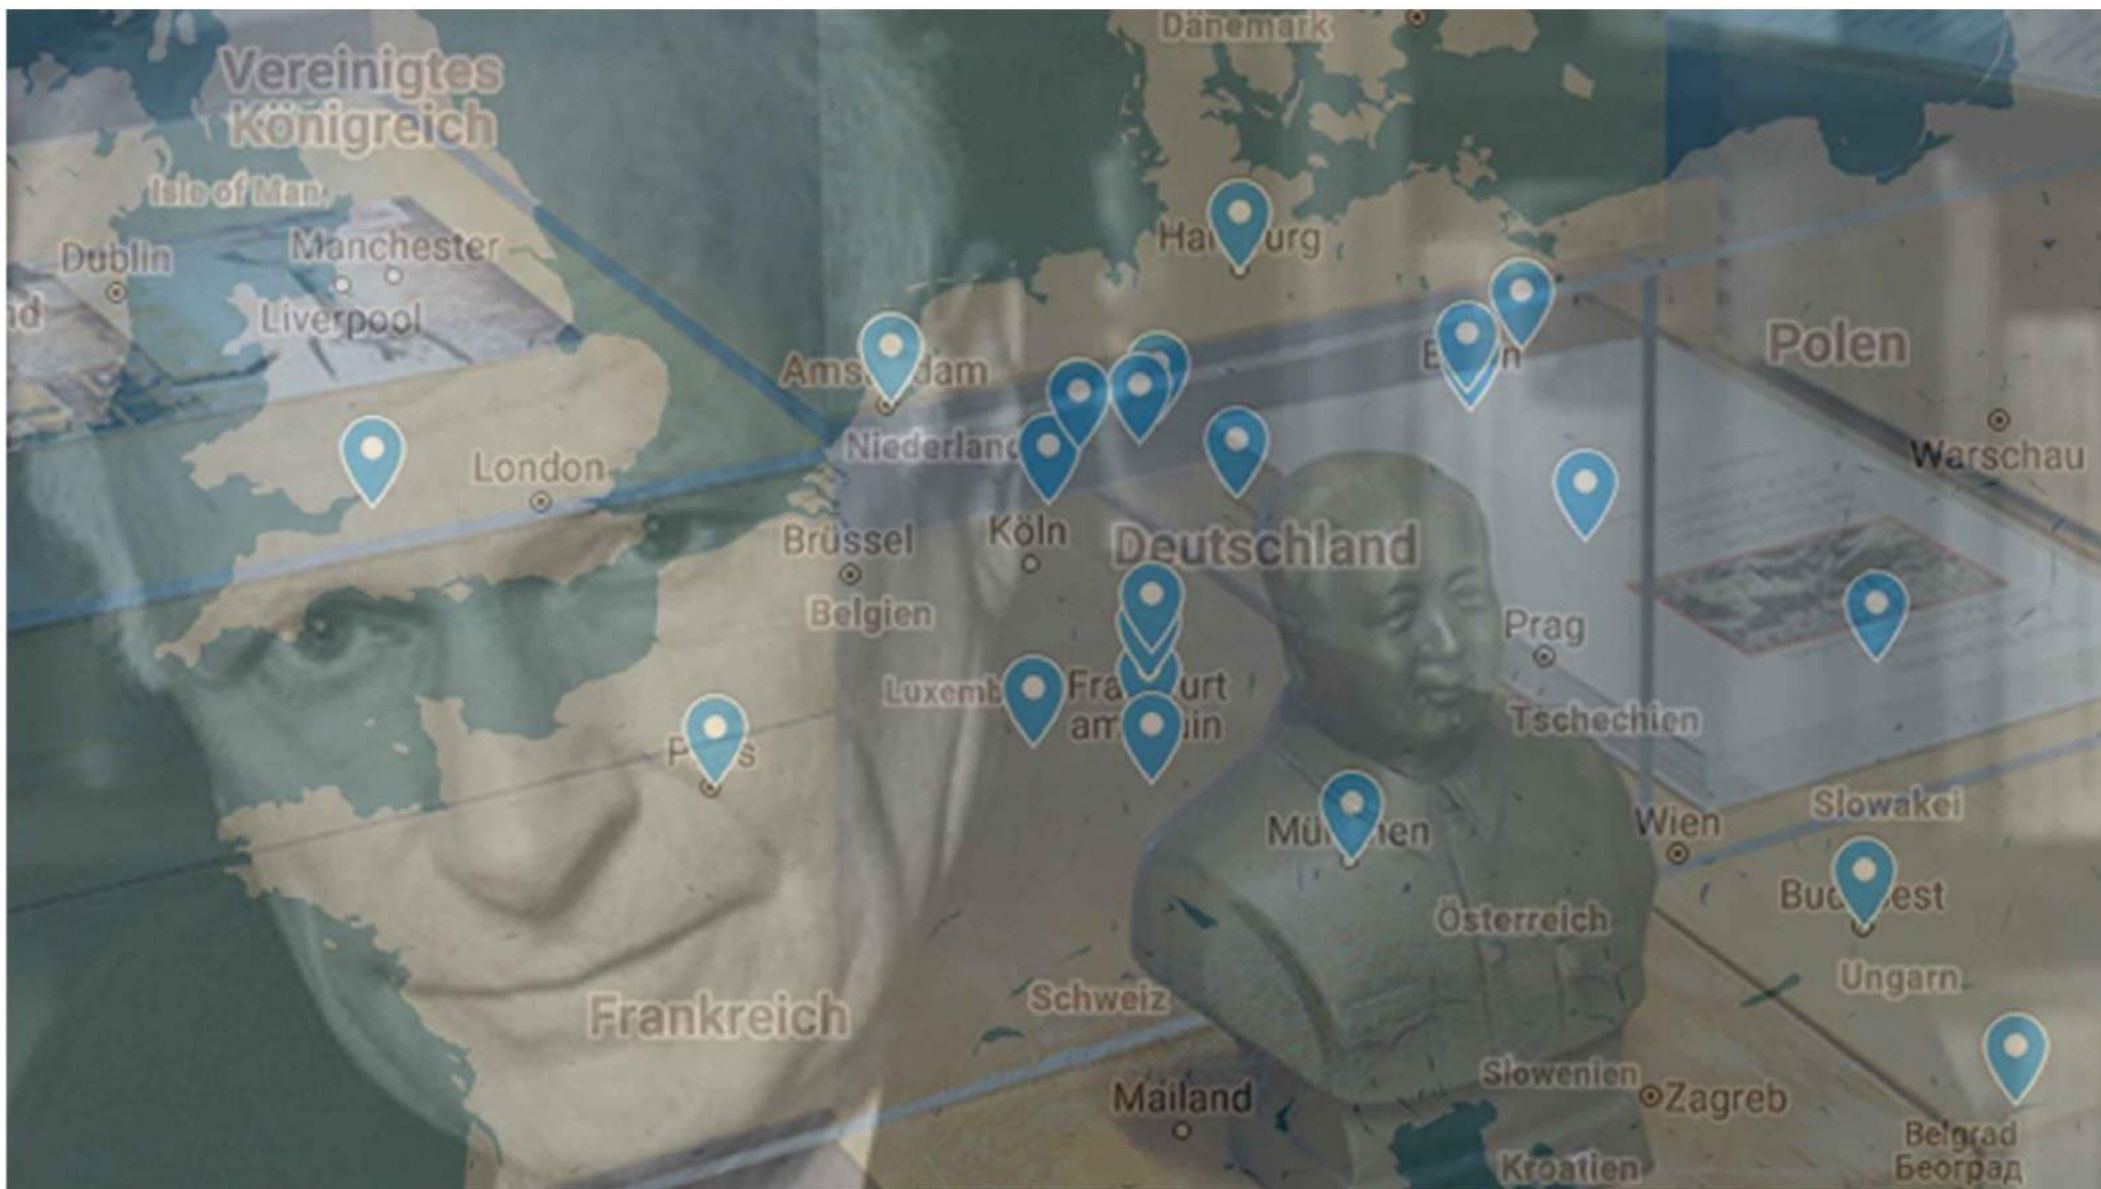 Dänemark
Vereinigtes
Königreich
Isle of Man
Dublin
Manchester
Liverpool
Hamburg
Polen
Amsterdam
Berlin
Niederland
London
Warschau
Köln
Brüssel
Deutschland
Belgien
Prag
Luxemb
Frankfurt
am Main
Tschechien
Paris
Slowakei
Wien
München
Budapest
Österreich
Ungarn
Schweiz
Frankreich
Slowenien
Mailand
Zagreb
Belgrad
Београд
Kroatien